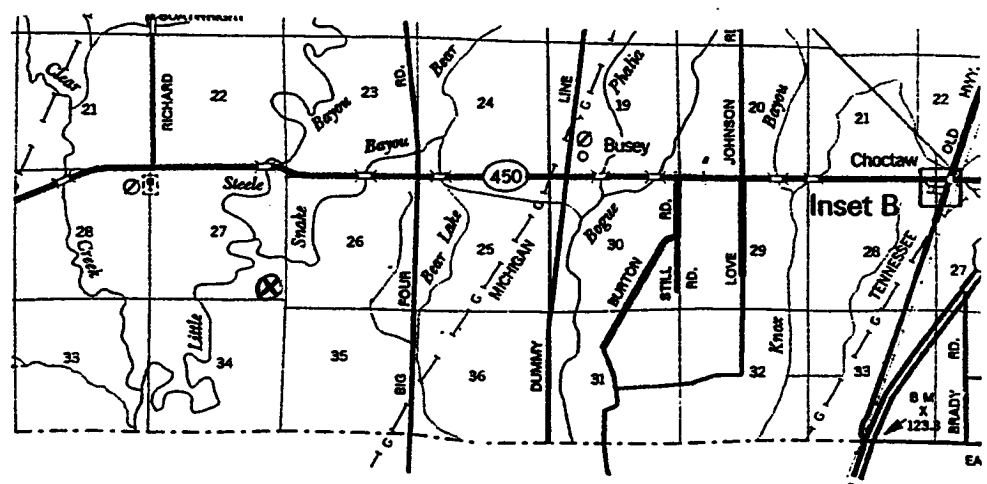 BOATWRIGHT
Clear
21
RICHARD
22
Bayou
23
RD.
Bear
24
LINE
G
19
Phalia
Busey
JOHNSON
20
Bayou
21
22
HWY.
OLD
Choctaw
Bayou
450
Steele
Inset B
28
Creek
27
Snake
26
Bear Lake
25
G
MICHIGAN
Bogue
30
RD.
STILL
RD.
BURTON
29
LOVE
28
TENNESSEE
27
FOUR
G
G
Little
33
34
35
BIG
36
DUMMY
31
Knox
32
33
G
RD.
BRADY
B M
X
123.3
G
EA